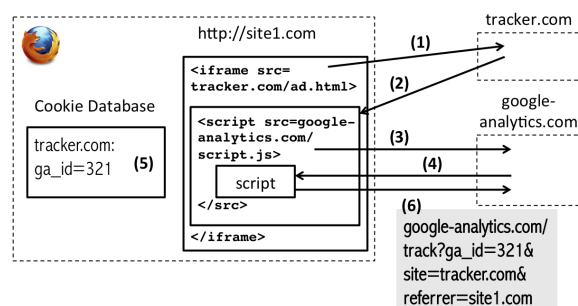 http://site1.com
tracker.com
(1)
<iframe src=
tracker.com/ad.html>
(2)
Cookie Database
google-
analytics.com
<script src=google-
analytics.com/
script.js>
(3)
tracker.com:
ga_id=321
(5)
(4)
script
</src>
(6)
</iframe>
google-analytics.com/
track?ga_id=321&
site=tracker.com&
referrer=site1.com